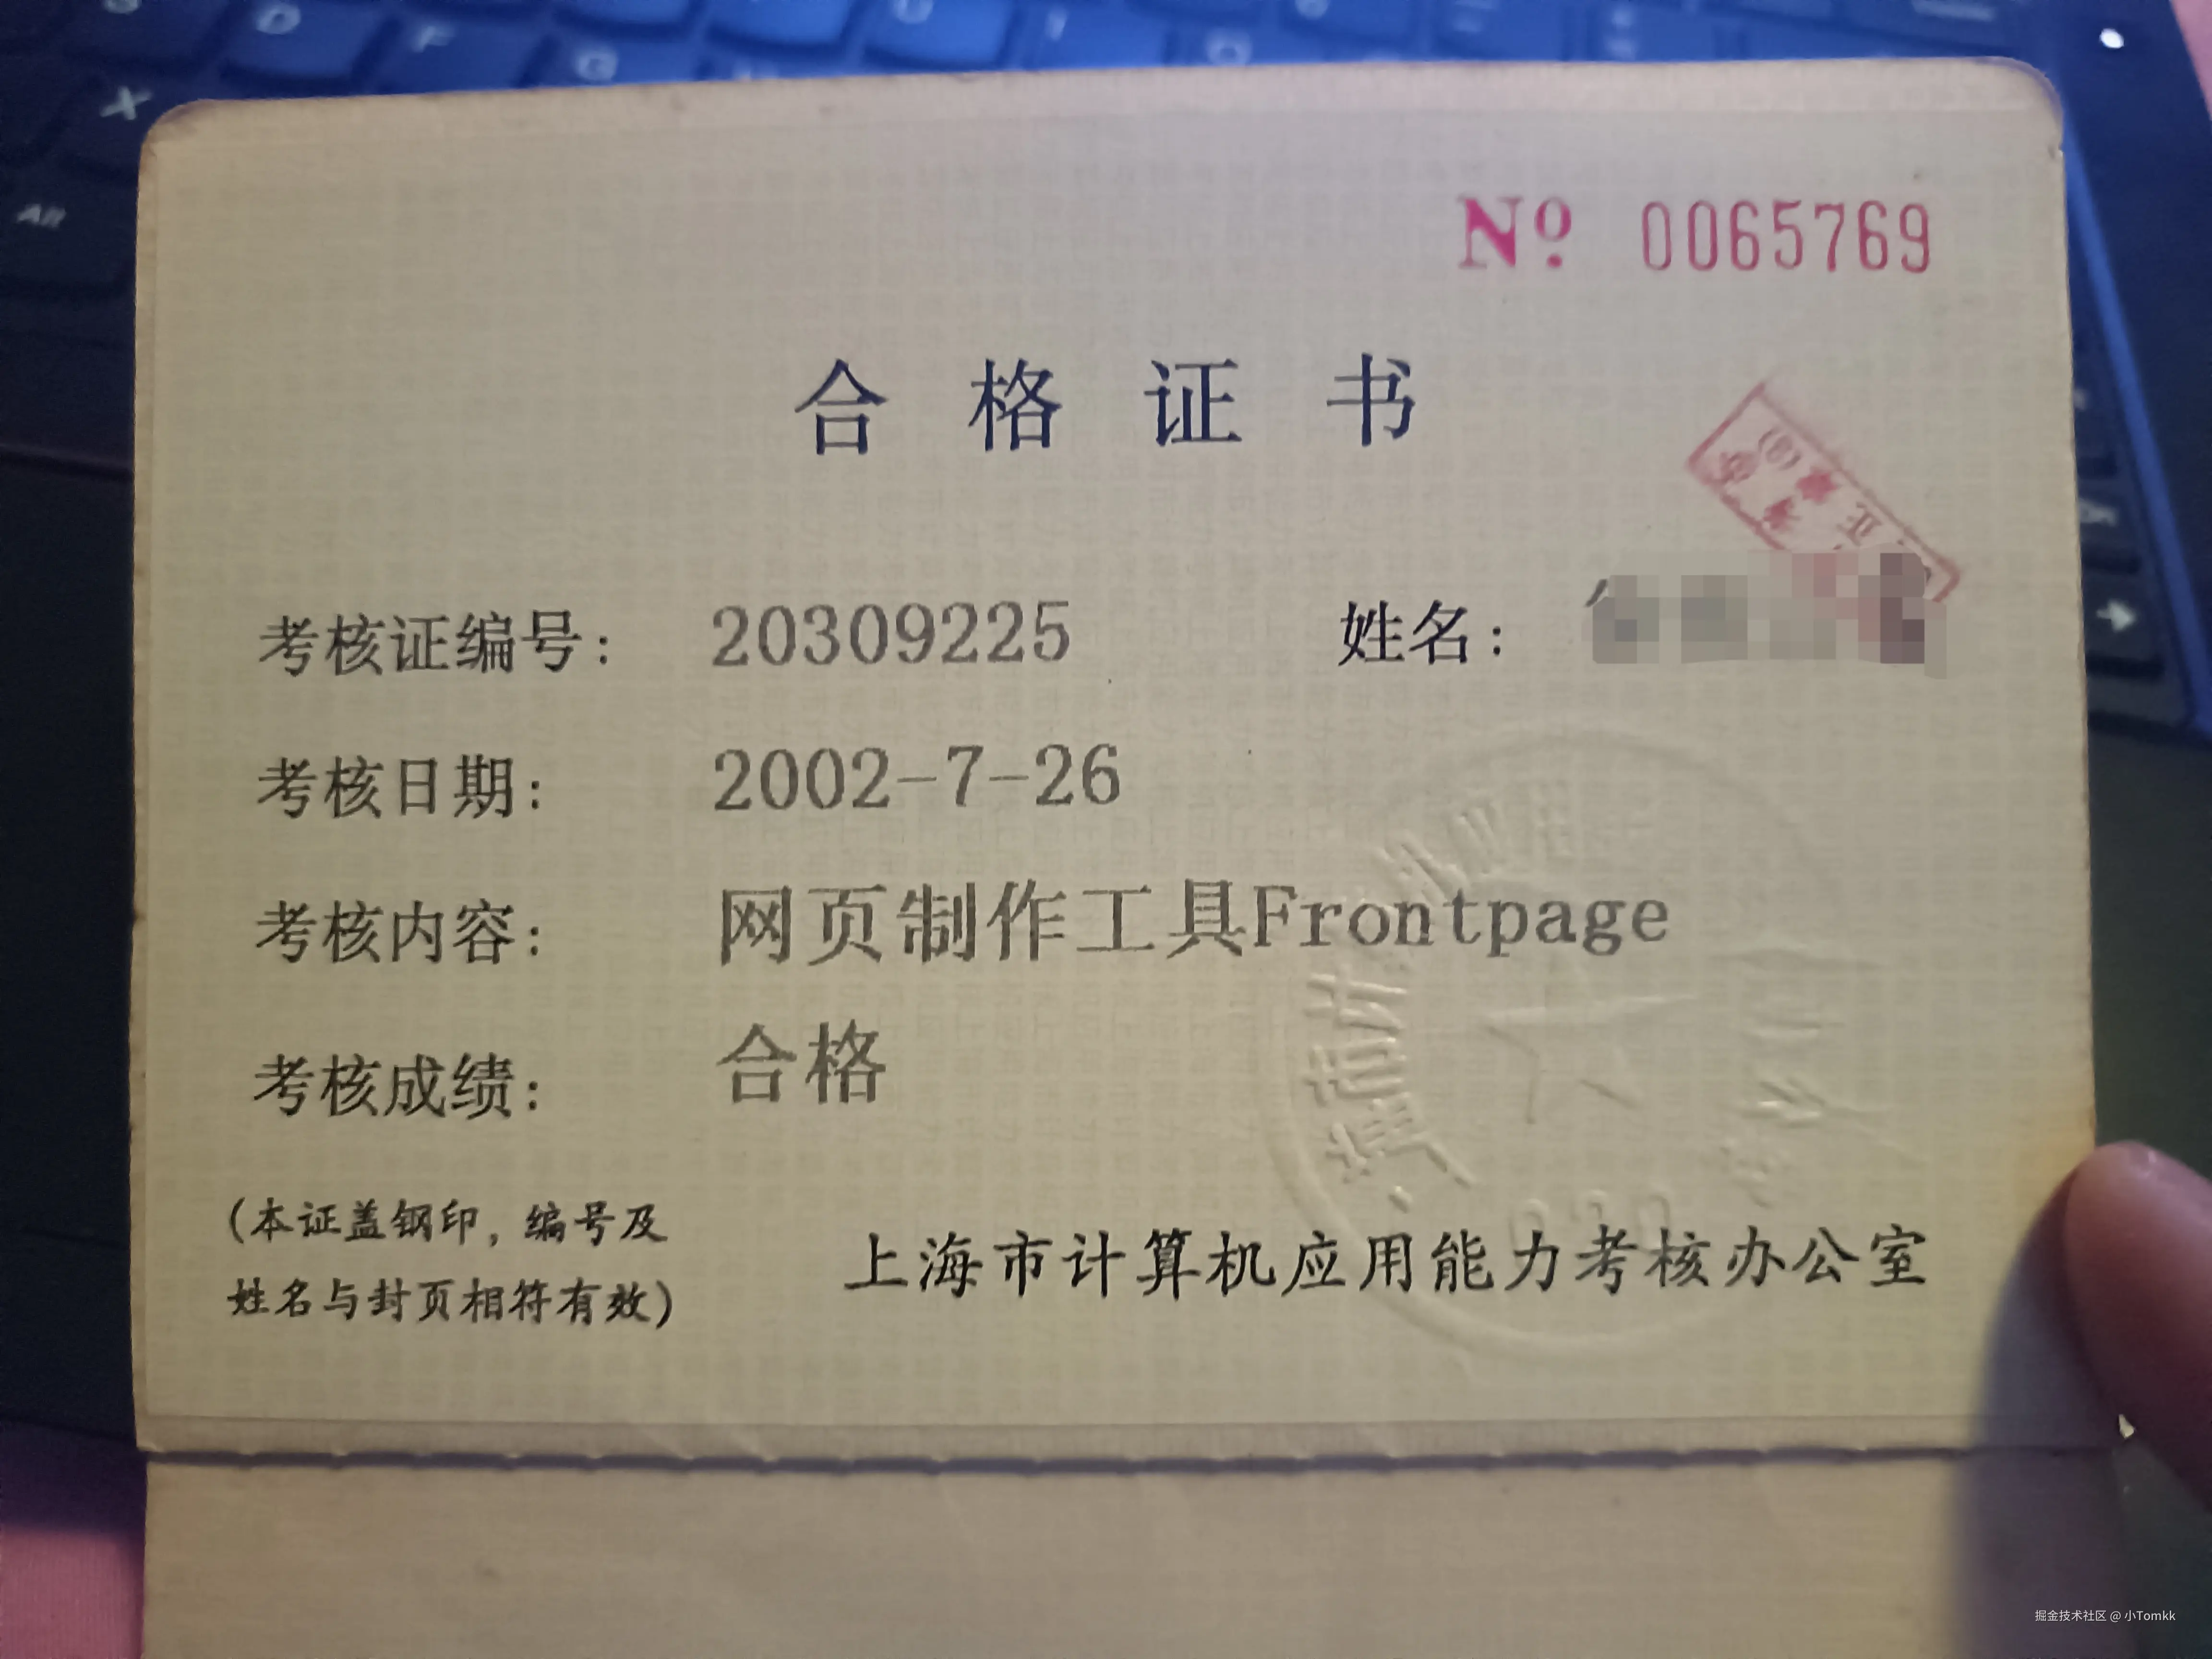 No 0065769
合格证书
考核证编号: 20309225 姓名:
考核日期: 2002-7-26
考核内容: 网页制作工具Frontpage
考核成绩: 合格
(本证盖钢印,编号及
姓名与封页相符有效)
上海市计算机应用能力考核办公室
掘金技术社区 @ 小Tomkk